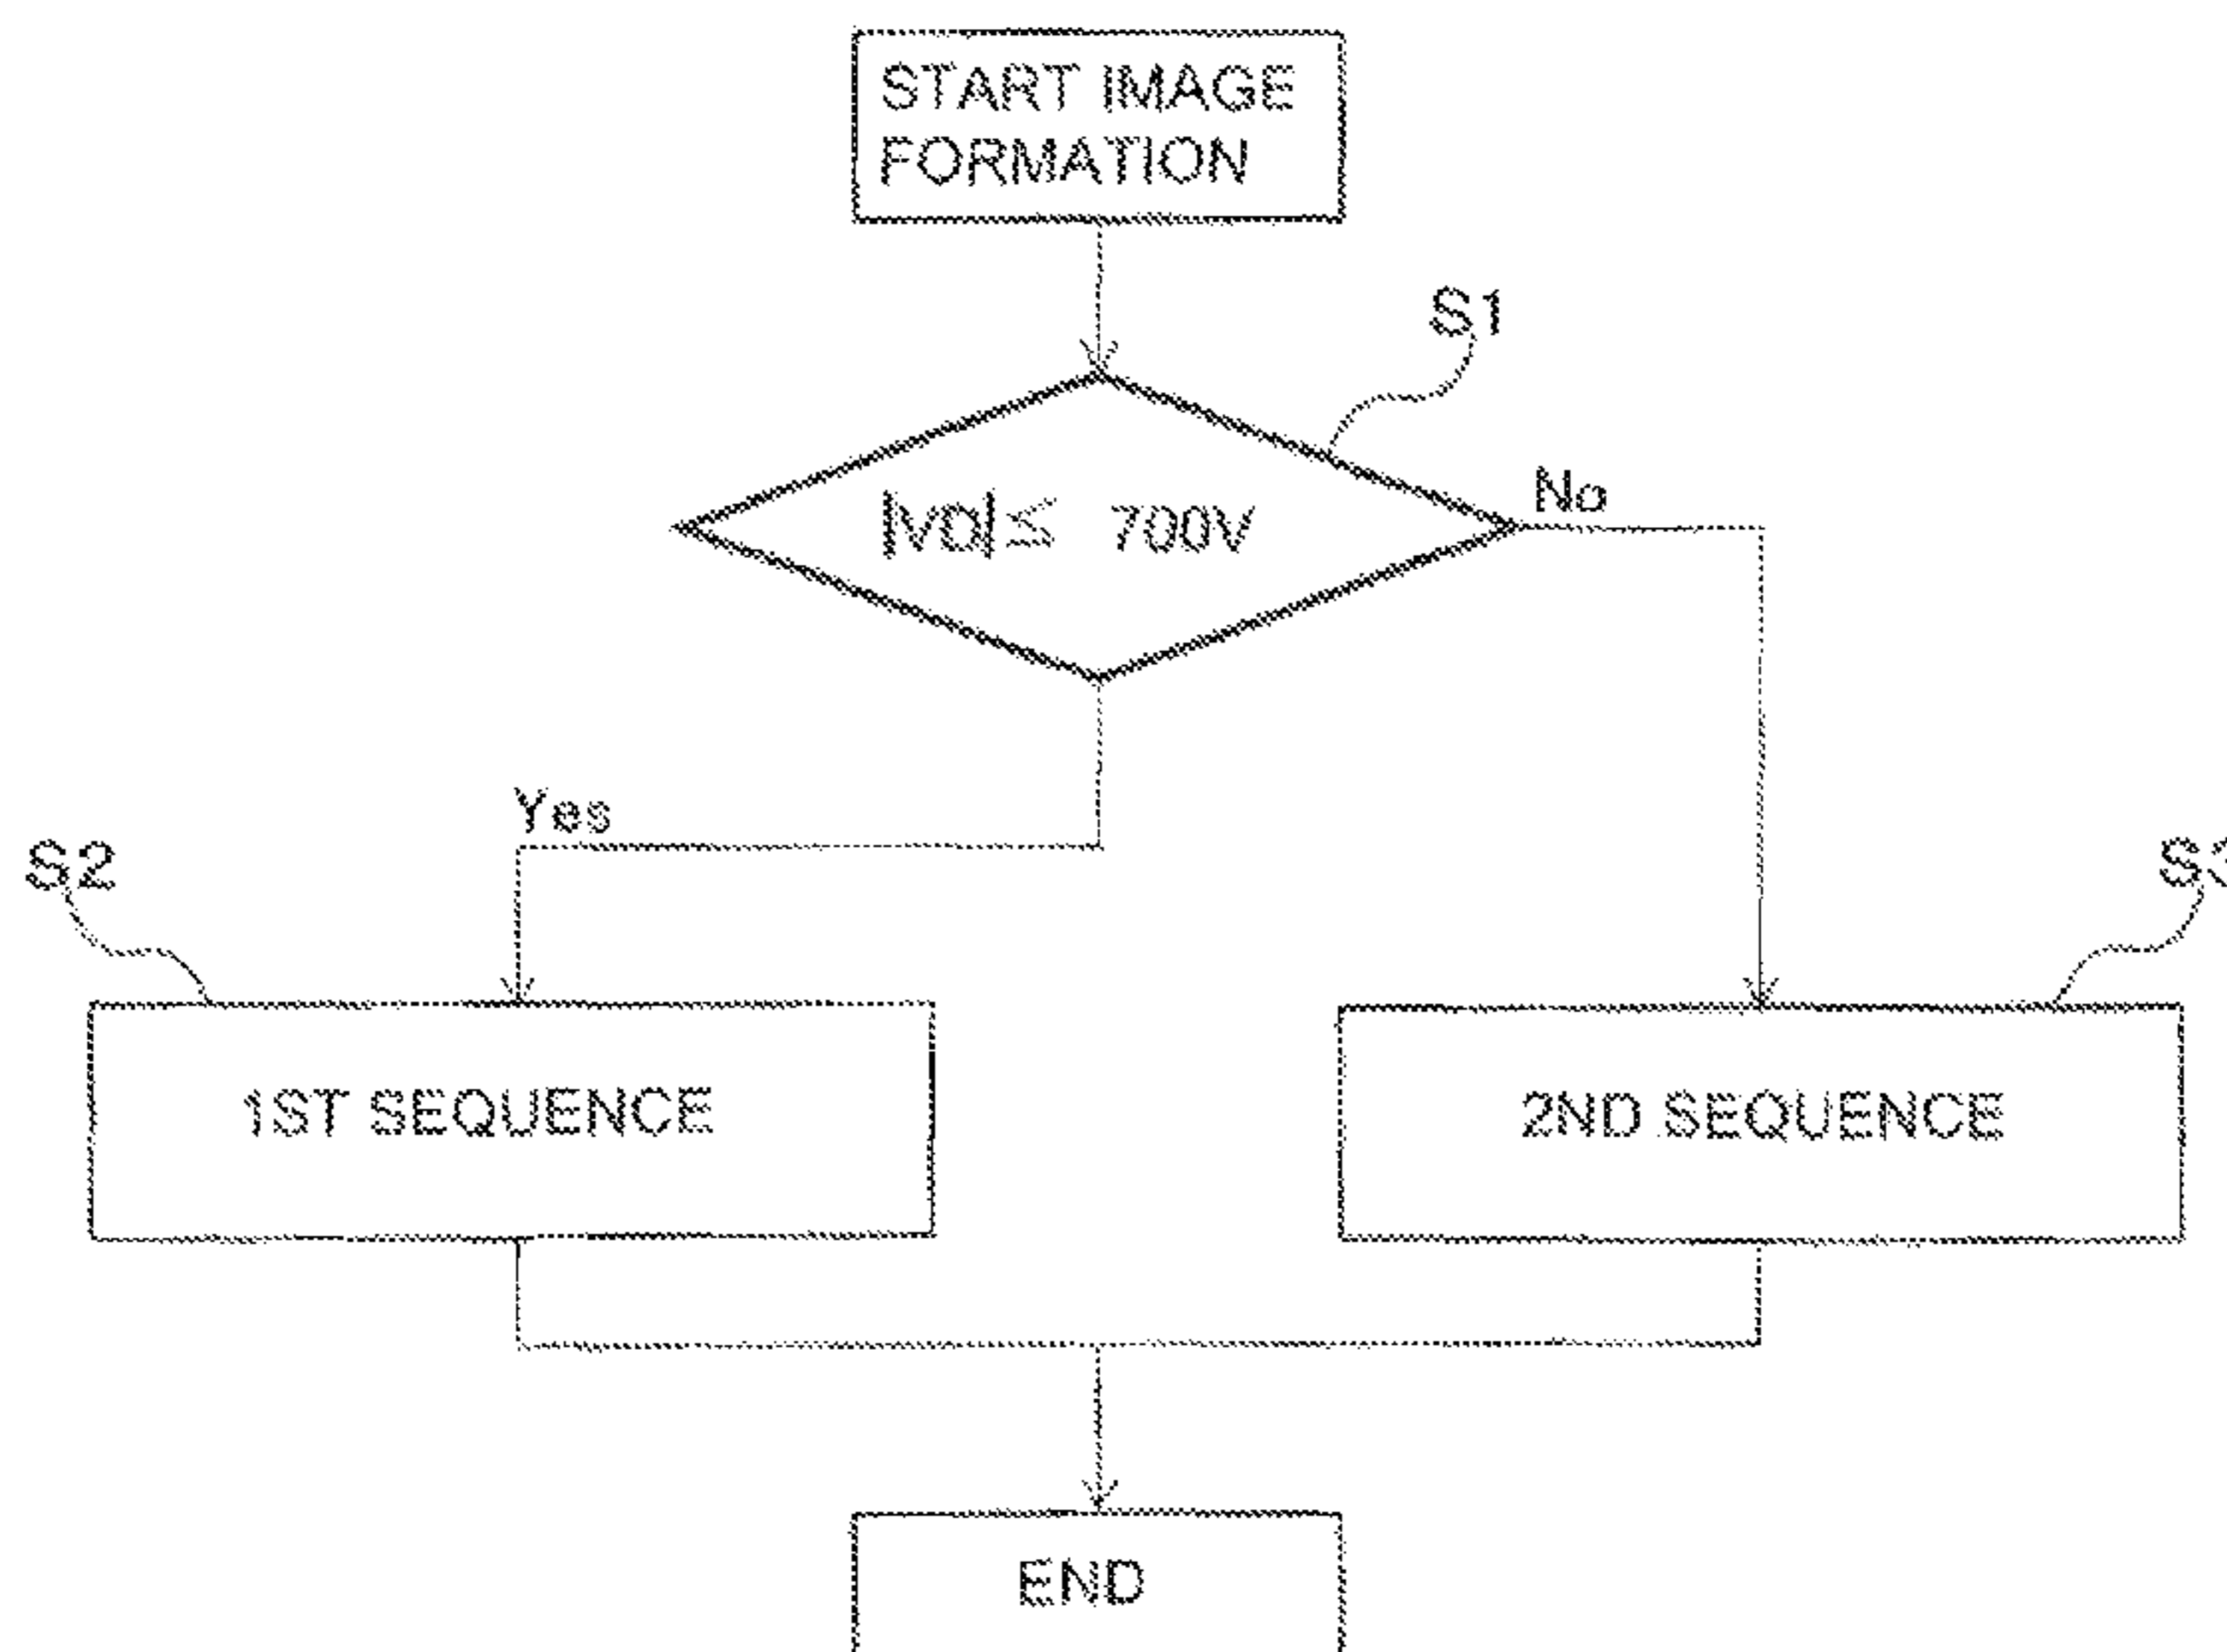 START IMAGE
FORMATION
S1
|VD| ≤ 700V
No
Yes
S2
1ST SEQUENCE
2ND SEQUENCE
END